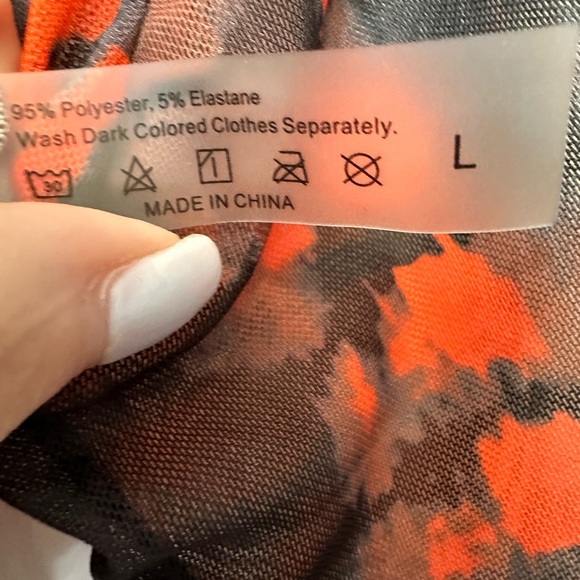 95% Polyester, 5% Elastane
Wash Dark Colored Clothes Separately.
30
L
MADE IN CHINA